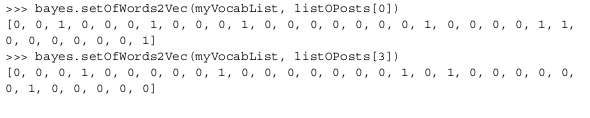 >>> bayes.setOfWords2Vec(myVocabList, listOPosts[0])
[0, 0, 1, 0, 0, 0, 1, 0, 0, 0, 1, 0, 0, 0, 0, 0, 0, 0, 1, 0, 0, 0, 0, 1, 1,
0, 0, 0, 0, 0, 0, 1]
>>> bayes.setOfWords2Vec(myVocabList, listOPosts[3])
[0, 0, 0, 1, 0, 0, 0, 0, 0, 1, 0, 0, 0, 0, 0, 0, 0, 1, 0, 1, 0, 0, 0, 0, 0,
0, 1, 0, 0, 0, 0, 0]